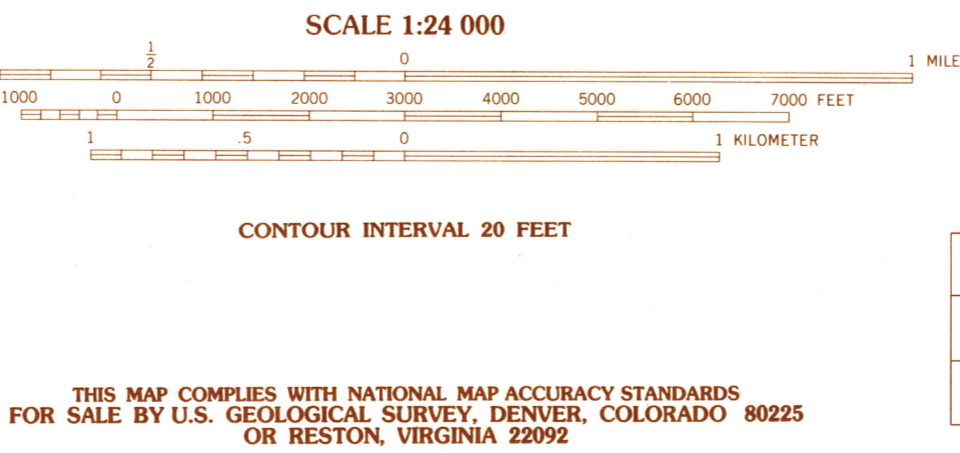 SCALE 1:24 000
1/2 0 1 MILE
1000 0 1000 2000 3000 4000 5000 6000 7000 FEET
1 .5 0 1 KILOMETER
CONTOUR INTERVAL 20 FEET
THIS MAP COMPLIES WITH NATIONAL MAP ACCURACY STANDARDS
FOR SALE BY U.S. GEOLOGICAL SURVEY, DENVER, COLORADO 80225
OR RESTON, VIRGINIA 22092